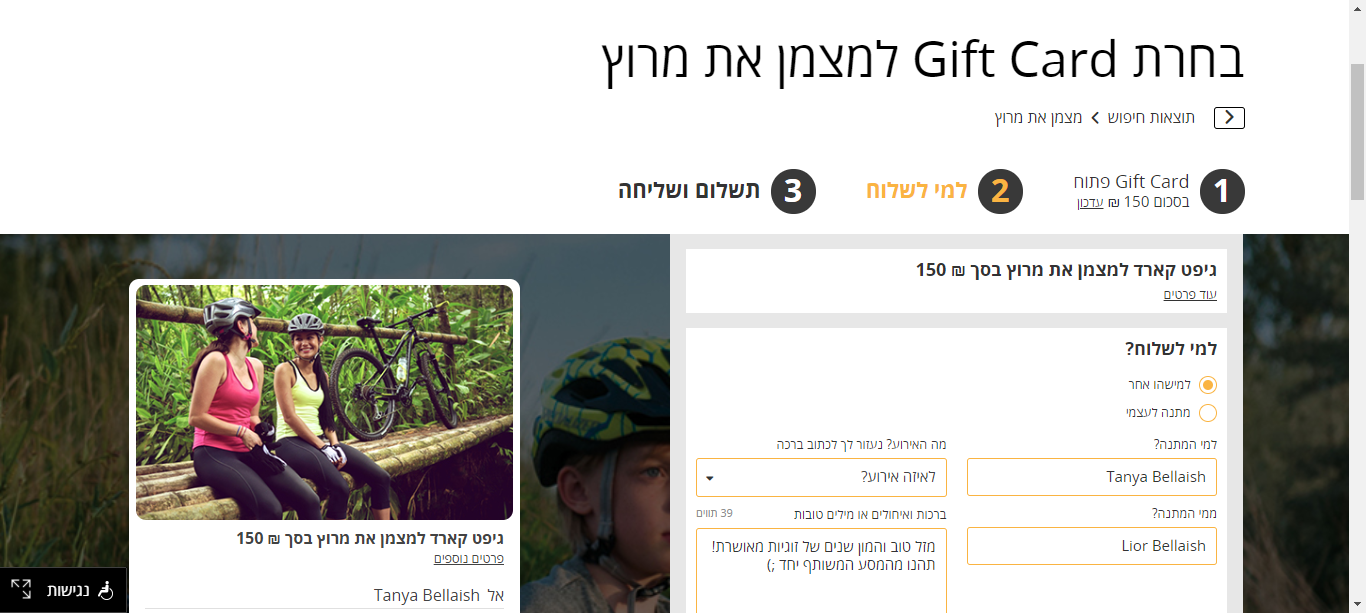 בחרת Gift Card למצמן את מרוץ
תוצאות חיפוש
מצמן את מרוץ
1
Gift Card פתוח
בסכום 150 ₪ עדכון
2
למי לשלוח
3
תשלום ושליחה
גיפט קארד למצמן את מרוץ בסך ₪ 150
עוד פרטים
למי לשלוח?
למישהו אחר
מתנה לעצמי
למי המתנה?
Tanya Bellaish
מה האירוע? נעזור לך לכתוב ברכה
לאיזה אירוע?
ממי המתנה?
Lior Bellaish
ברכות ואיחולים או מילים טובות
39 תווים
מזל טוב והמון שנים של זוגיות מאושרת!
תהנו מהמסע המשותף יחד ;)
גיפט קארד למצמן את מרוץ בסך ₪ 150
פרטים נוספים
אל Tanya Bellaish
נגישות